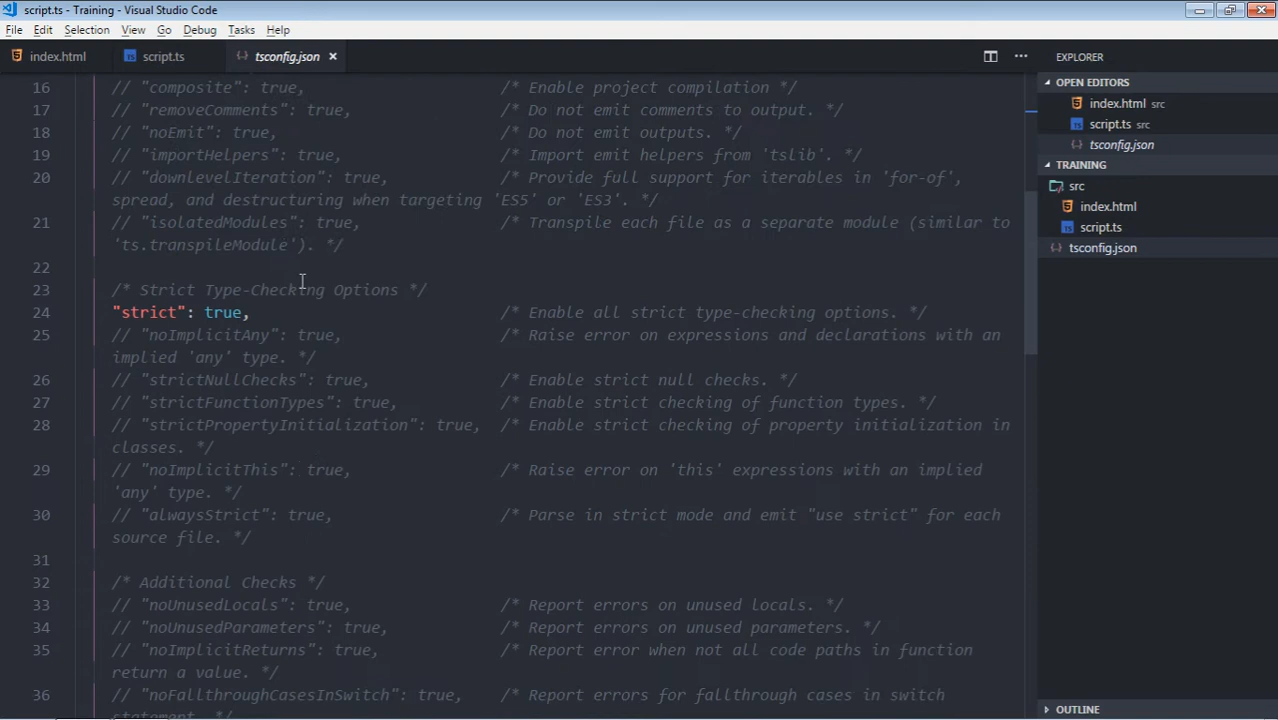 script.ts - Training - Visual Studio Code
File Edit Selection View Go Debug Tasks Help
index.html script.ts {} tsconfig.json × ··· EXPLORER
OPEN EDITORS
index.html src
script.ts src
{} tsconfig.json
TRAINING
src
index.html
script.ts
{} tsconfig.json
16 // "composite": true, /* Enable project compilation */
17 // "removeComments": true, /* Do not emit comments to output. */
18 // "noEmit": true, /* Do not emit outputs. */
19 // "importHelpers": true, /* Import emit helpers from 'tslib'. */
20 // "downlevelIteration": true, /* Provide full support for iterables in 'for-of',
spread, and destructuring when targeting 'ES5' or 'ES3'. */
21 // "isolatedModules": true, /* Transpile each file as a separate module (similar to
'ts.transpileModule'). */
22
23 /* Strict Type-Checking Options */
24 "strict": true, /* Enable all strict type-checking options. */
25 // "noImplicitAny": true, /* Raise error on expressions and declarations with an
implied 'any' type. */
26 // "strictNullChecks": true, /* Enable strict null checks. */
27 // "strictFunctionTypes": true, /* Enable strict checking of function types. */
28 // "strictPropertyInitialization": true, /* Enable strict checking of property initialization in
classes. */
29 // "noImplicitThis": true, /* Raise error on 'this' expressions with an implied
'any' type. */
30 // "alwaysStrict": true, /* Parse in strict mode and emit "use strict" for each
source file. */
31
32 /* Additional Checks */
33 // "noUnusedLocals": true, /* Report errors on unused locals. */
34 // "noUnusedParameters": true, /* Report errors on unused parameters. */
35 // "noImplicitReturns": true, /* Report error when not all code paths in function
return a value. */
36 // "noFallthroughCasesInSwitch": true, /* Report errors for fallthrough cases in switch
statement. */
OUTLINE